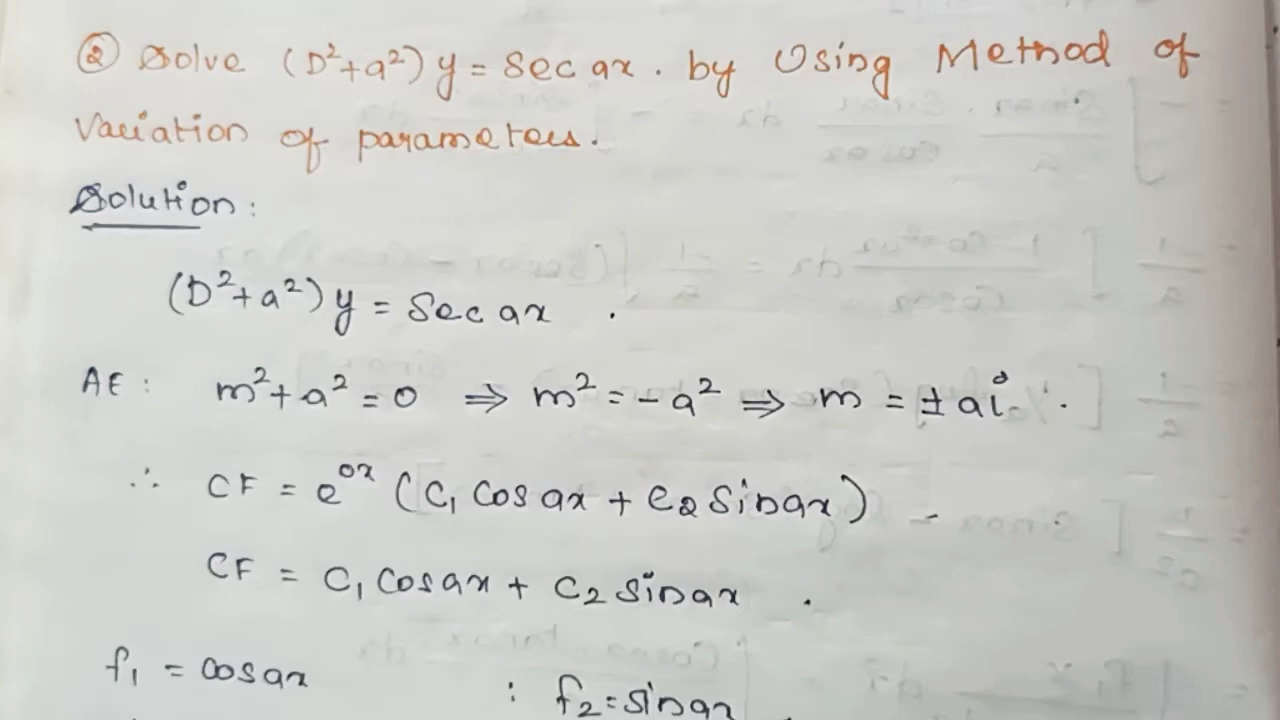 ② Solve (D²+a²) y = Sec ax. by Using Method of
Variation of parameters.
Solution:
(D²+a²) y = Sec ax .
AE: m²+a² = 0 ⇒ m² = -a² ⇒ m = ±ai .
∴ CF = e⁰ˣ (C₁ Cos ax + C₂ Sin ax)
CF = C₁ Cos ax + C₂ Sin ax .
f₁ = cos ax : f₂ = sin ax